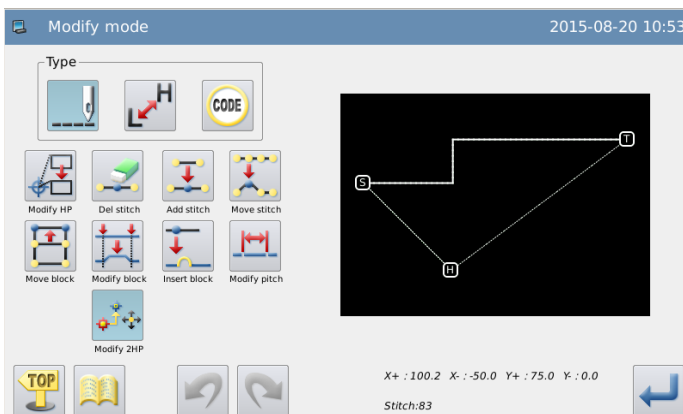 Modify mode 2015-08-20 10:53
Type
L H CODE
Modify HP Del stitch Add stitch Move stitch
Move block Modify block Insert block Modify pitch
Modify 2HP
S T H
TOP
X+ : 100.2 X- : -50.0 Y+ : 75.0 Y- : 0.0
Stitch:83